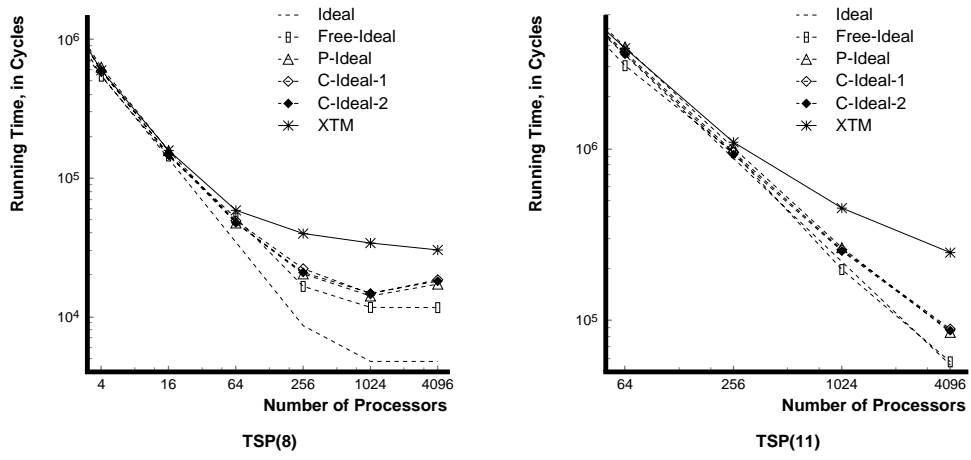 Ideal
Free-Ideal
P-Ideal
C-Ideal-1
C-Ideal-2
XTM
Running Time, in Cycles
10^6
10^5
10^4
4 16 64 256 1024 4096
Number of Processors
TSP(8)
Ideal
Free-Ideal
P-Ideal
C-Ideal-1
C-Ideal-2
XTM
Running Time, in Cycles
10^6
10^5
64 256 1024 4096
Number of Processors
TSP(11)